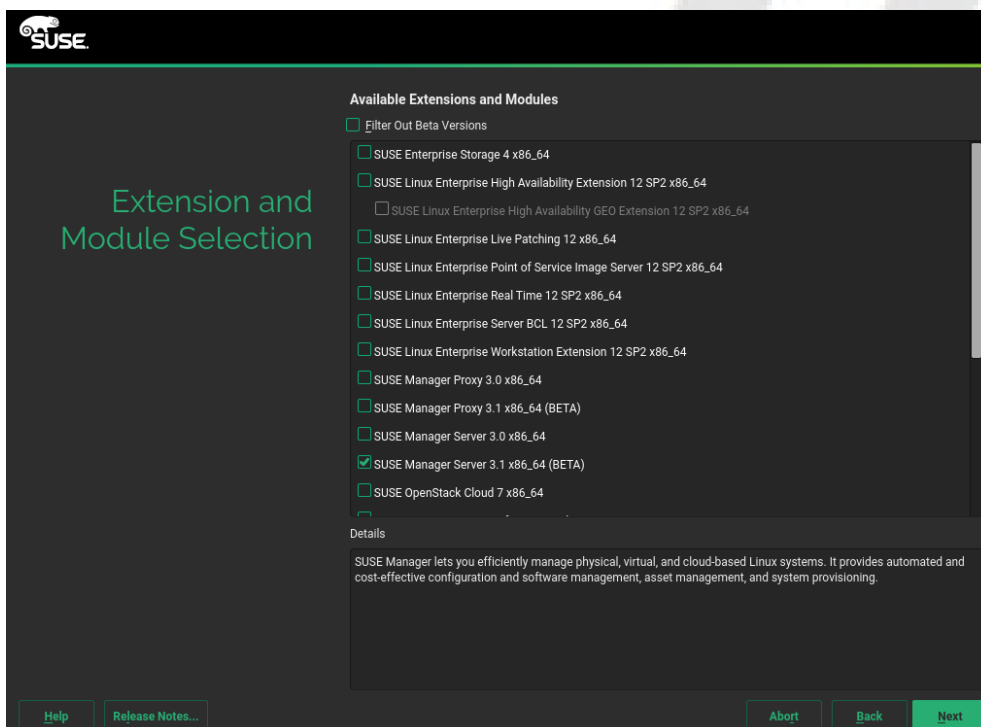 SUSE.
Extension and
Module Selection
Available Extensions and Modules
Filter Out Beta Versions
SUSE Enterprise Storage 4 x86_64
SUSE Linux Enterprise High Availability Extension 12 SP2 x86_64
SUSE Linux Enterprise High Availability GEO Extension 12 SP2 x86_64
SUSE Linux Enterprise Live Patching 12 x86_64
SUSE Linux Enterprise Point of Service Image Server 12 SP2 x86_64
SUSE Linux Enterprise Real Time 12 SP2 x86_64
SUSE Linux Enterprise Server BCL 12 SP2 x86_64
SUSE Linux Enterprise Workstation Extension 12 SP2 x86_64
SUSE Manager Proxy 3.0 x86_64
SUSE Manager Proxy 3.1 x86_64 (BETA)
SUSE Manager Server 3.0 x86_64
SUSE Manager Server 3.1 x86_64 (BETA)
SUSE OpenStack Cloud 7 x86_64
Details
SUSE Manager lets you efficiently manage physical, virtual, and cloud-based Linux systems. It provides automated and
cost-effective configuration and software management, asset management, and system provisioning.
Help
Release Notes...
Abort
Back
Next